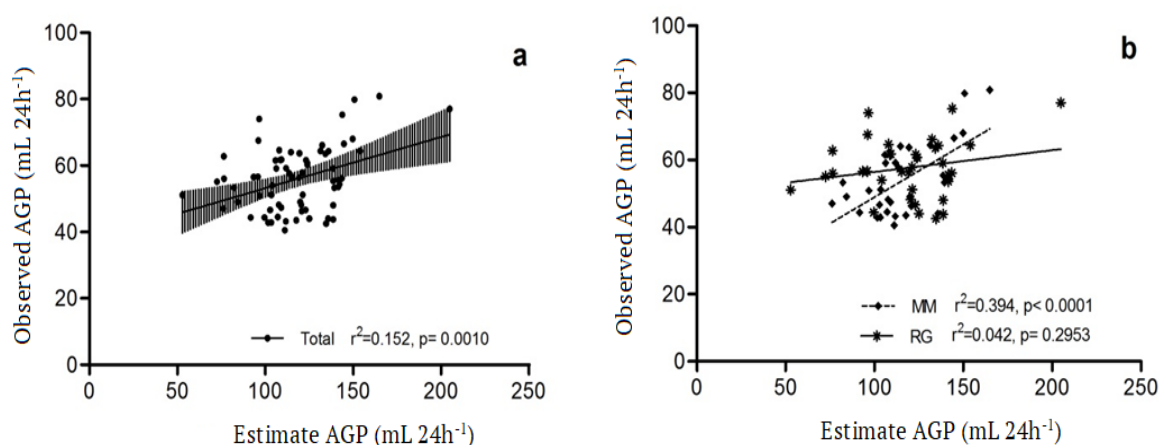 a
100
80
60
40
20
0
0 50 100 150 200 250
Observed AGP (mL 24h⁻¹)
Total r²=0.152, p= 0.0010
Estimate AGP (mL 24h⁻¹)
b
100
80
60
40
20
0
0 50 100 150 200 250
Observed AGP (mL 24h⁻¹)
MM r²=0.394, p< 0.0001
RG r²=0.042, p= 0.2953
Estimate AGP (mL 24h⁻¹)